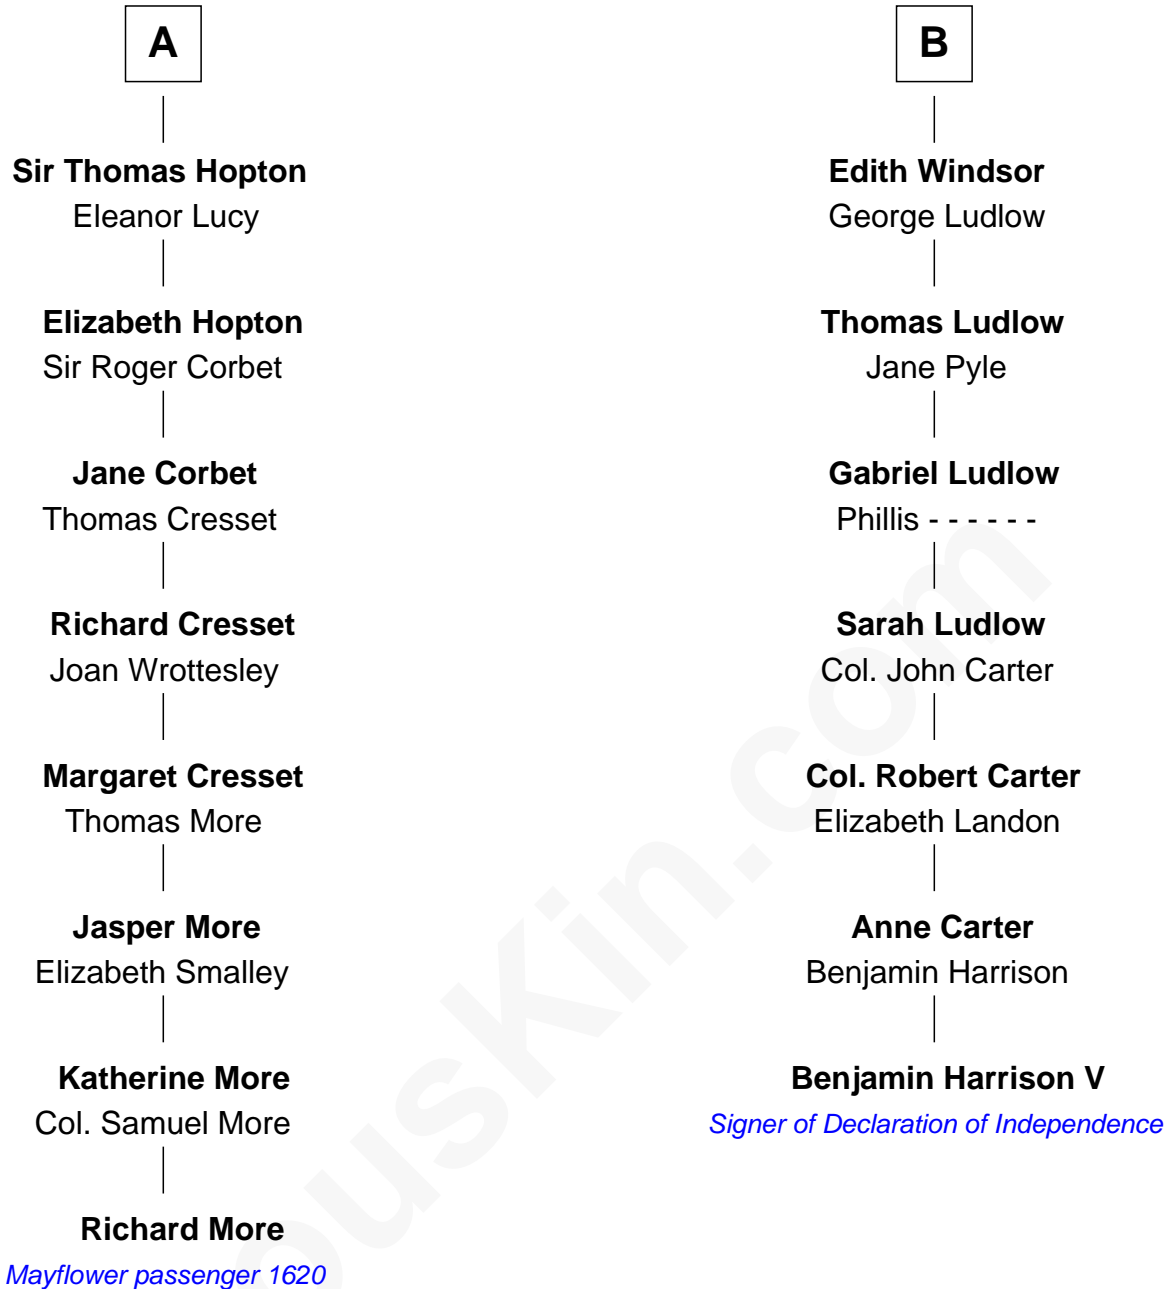 A
Sir Thomas Hopton
Eleanor Lucy
Elizabeth Hopton
Sir Roger Corbet
Jane Corbet
Thomas Cresset
Richard Cresset
Joan Wrottesley
Margaret Cresset
Thomas More
Jasper More
Elizabeth Smalley
Katherine More
Col. Samuel More
Richard More
Mayflower passenger 1620
B
Edith Windsor
George Ludlow
Thomas Ludlow
Jane Pyle
Gabriel Ludlow
Phillis - - - - - -
Sarah Ludlow
Col. John Carter
Col. Robert Carter
Elizabeth Landon
Anne Carter
Benjamin Harrison
Benjamin Harrison V
Signer of Declaration of Independence
ousKin.com